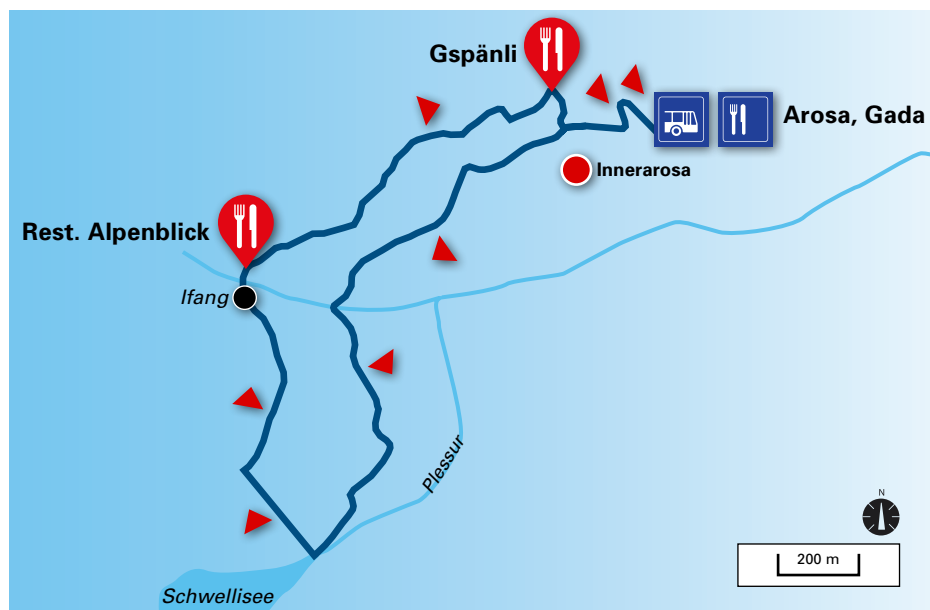 Gspänli
Arosa, Gada
Innerarosa
Rest. Alpenblick
Ifang
Plessur
N
200 m
Schwellisee